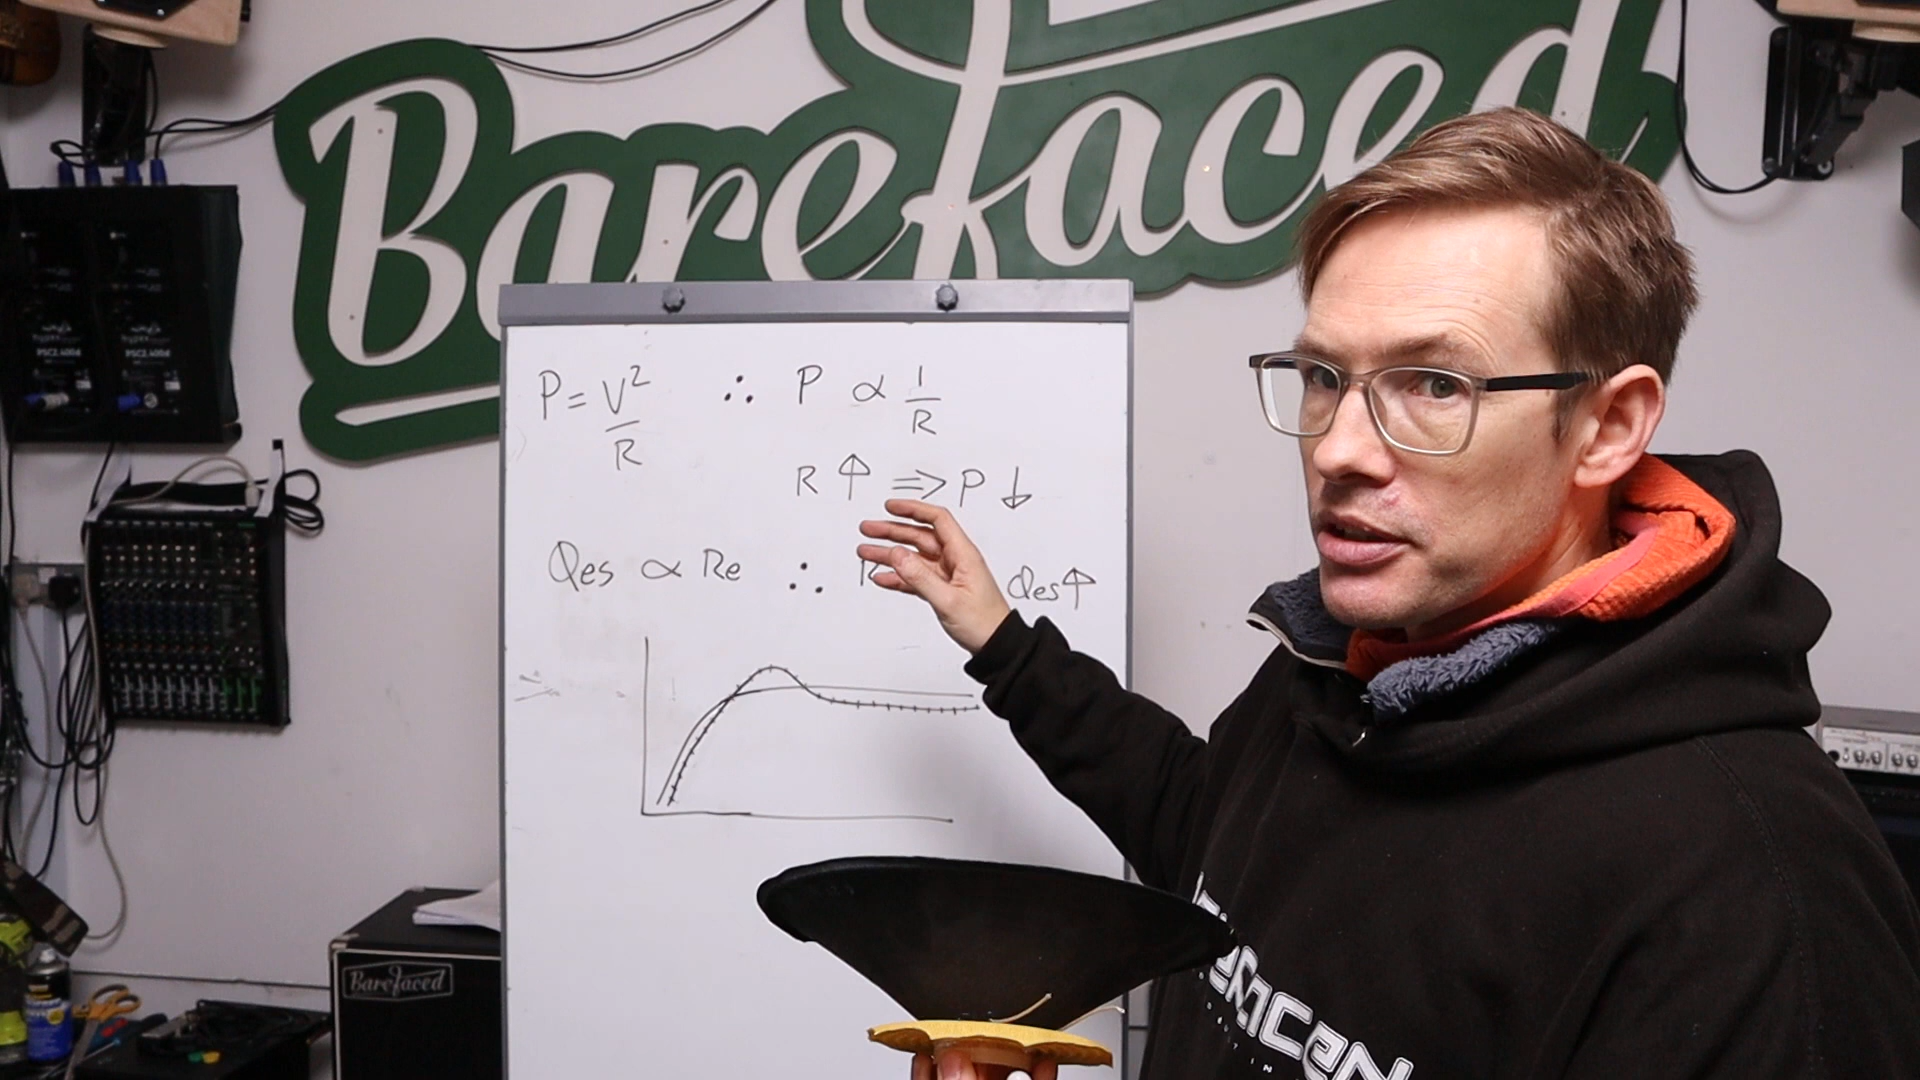 Barefaced
P = V²/R ∴ P ∝ 1/R
R ↑ ⇒ P ↓
Qes ∝ Re ∴ Qes↑
Barefaced